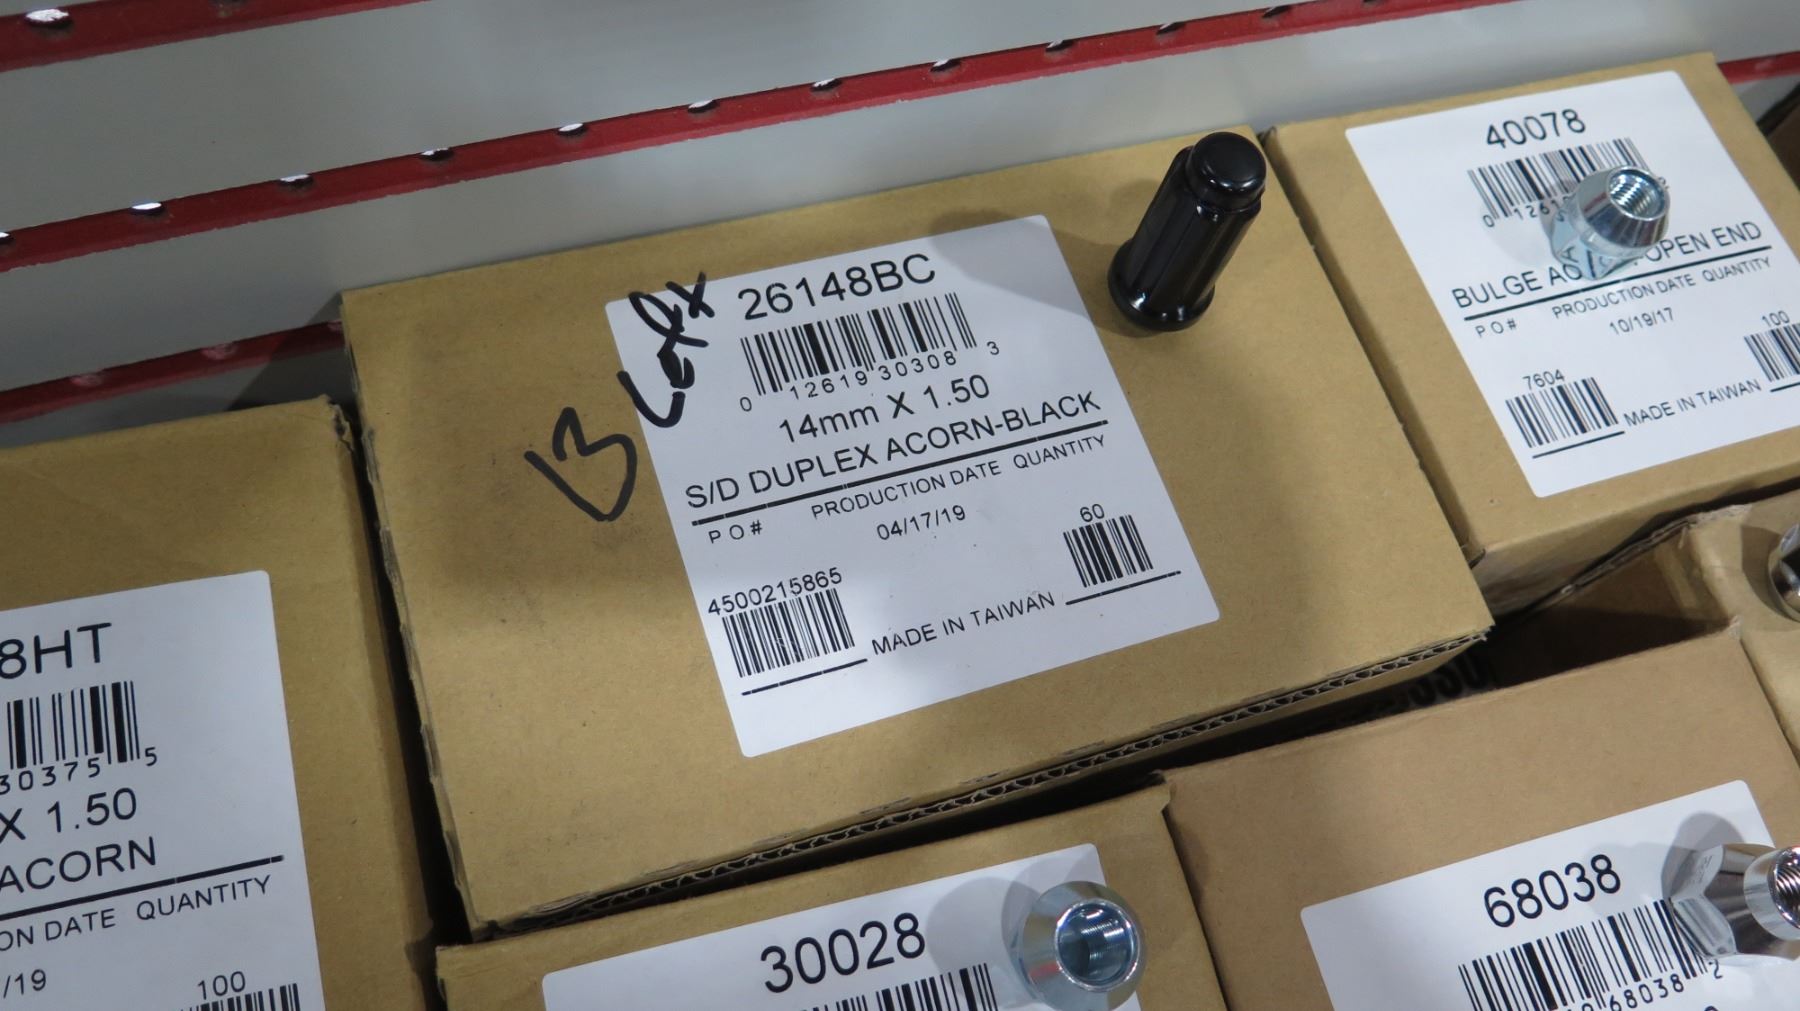 26148BC
0 12619 30308 3
14mm X 1.50
S/D DUPLEX ACORN-BLACK
PO# PRODUCTION DATE QUANTITY
04/17/19 60
4500215865
MADE IN TAIWAN
40078
0 1261
BULGE OPEN END
PO# PRODUCTION DATE QUANTITY
10/19/17 100
7604
MADE IN TAIWAN
8HT
30375 5
X 1.50
ACORN
ON DATE QUANTITY
/19 100
30028
68038
68038 2